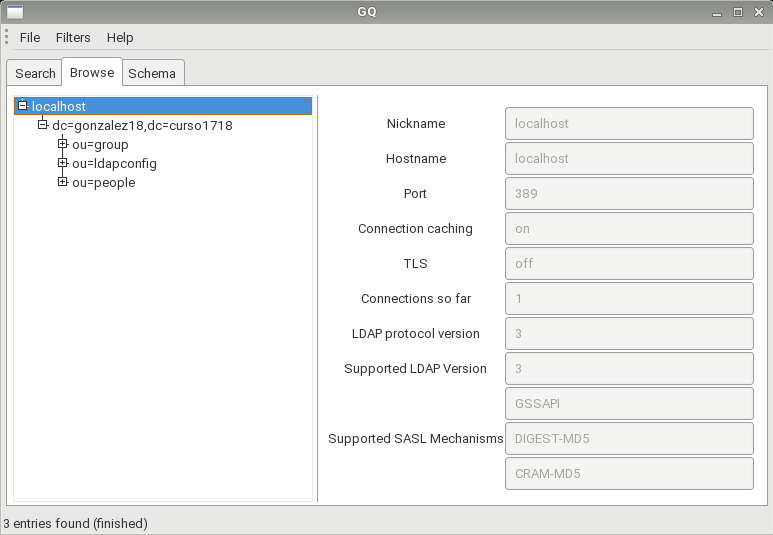 GQ
File Filters Help
Search Browse Schema
localhost
dc=gonzalez18,dc=curso1718
ou=group
ou=ldapconfig
ou=people
Nickname localhost
Hostname localhost
Port 389
Connection caching on
TLS off
Connections so far 1
LDAP protocol version 3
Supported LDAP Version 3
GSSAPI
Supported SASL Mechanisms DIGEST-MD5
CRAM-MD5
3 entries found (finished)